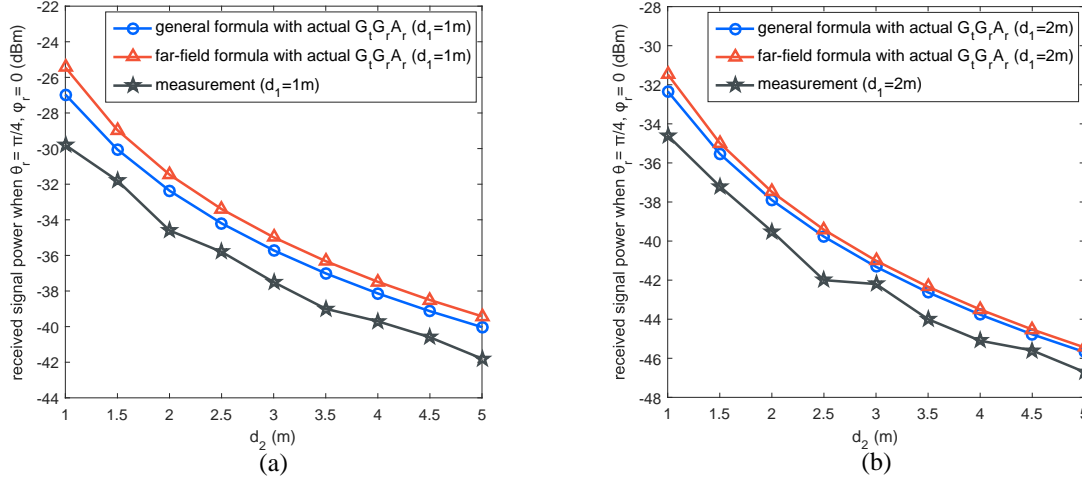 general formula with actual GtGrAr (d1=1m)
far-field formula with actual GtGrAr (d1=1m)
measurement (d1=1m)
received signal power when θr = π/4, φr = 0 (dBm)
-22
-24
-26
-28
-30
-32
-34
-36
-38
-40
-42
-44
1 1.5 2 2.5 3 3.5 4 4.5 5
d2 (m)
(a)
general formula with actual GtGrAr (d1=2m)
far-field formula with actual GtGrAr (d1=2m)
measurement (d1=2m)
received signal power when θr = π/4, φr = 0 (dBm)
-28
-30
-32
-34
-36
-38
-40
-42
-44
-46
-48
1 1.5 2 2.5 3 3.5 4 4.5 5
d2 (m)
(b)